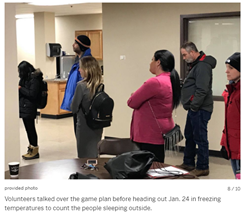 provided photo
8 / 10
Volunteers talked over the game plan before heading out Jan. 24 in freezing
temperatures to count the people sleeping outside.